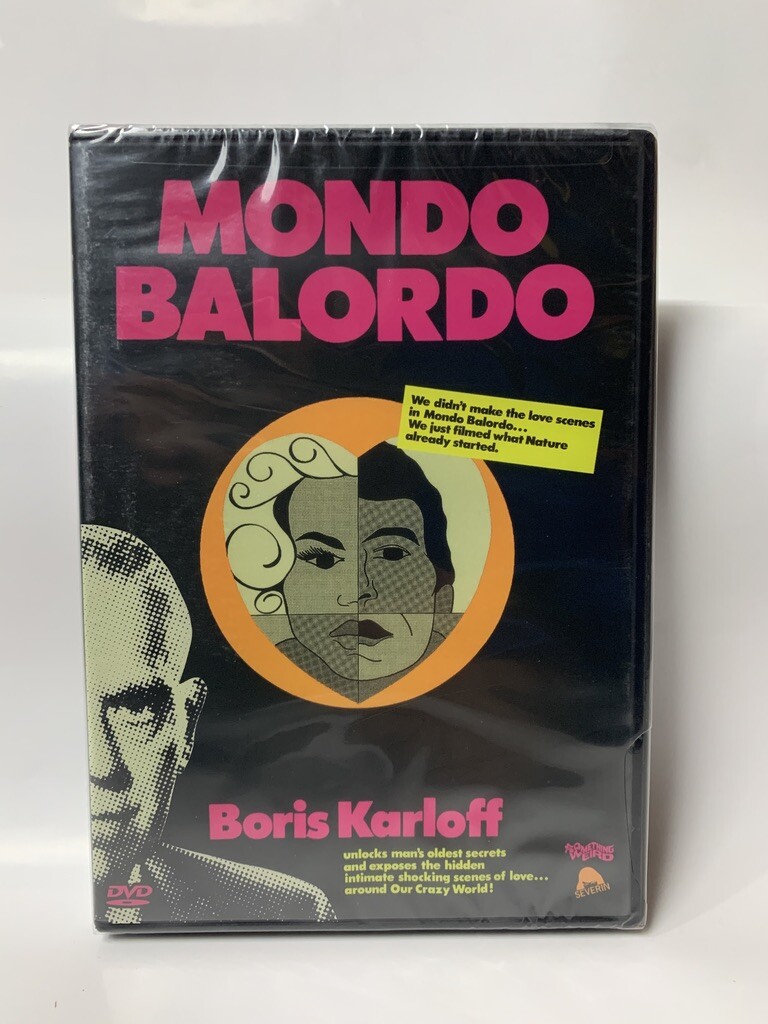 MONDO
BALORDO
We didn't make the love scenes
in Mondo Balordo...
We just filmed what Nature
already started.
Boris Karloff
unlocks man's oldest secrets
and exposes the hidden
intimate shocking scenes of love...
around Our Crazy World!
SOMETHING
WEIRD
SEVERIN
DVD